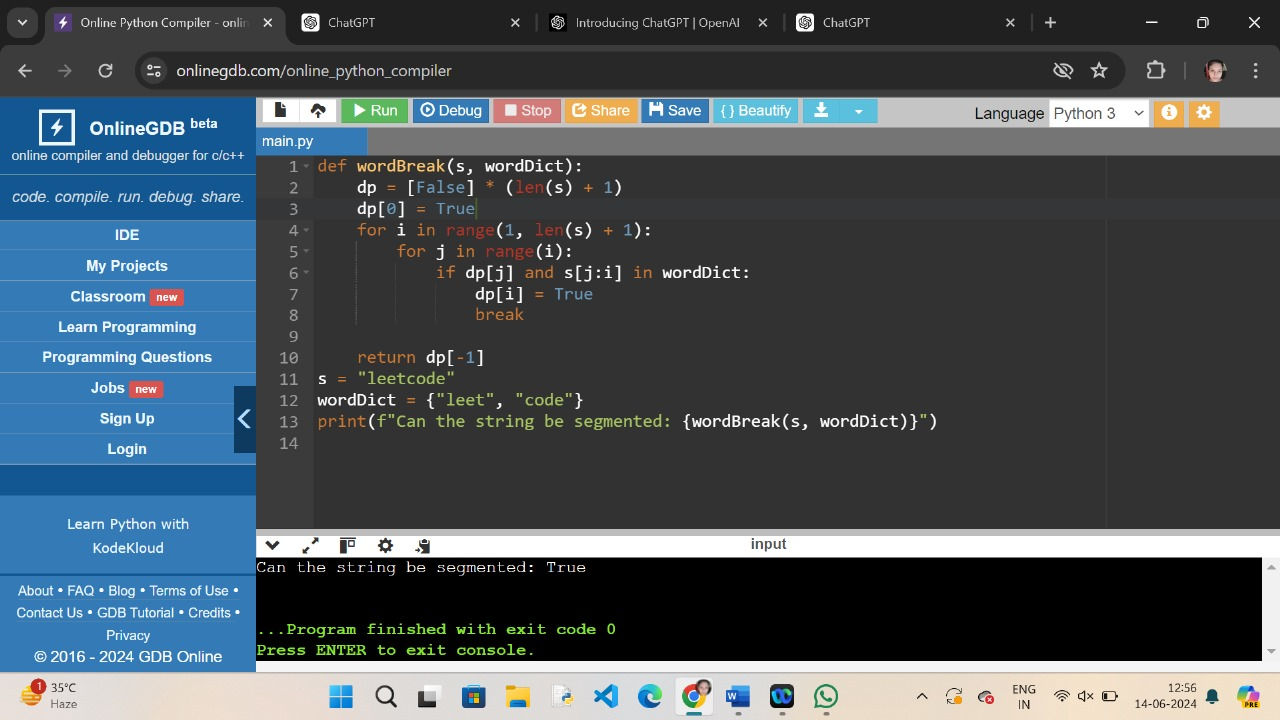 Online Python Compiler - onlin
ChatGPT
Introducing ChatGPT | OpenAI
ChatGPT
onlinegdb.com/online_python_compiler
OnlineGDB beta
online compiler and debugger for c/c++
code. compile. run. debug. share.
IDE
My Projects
Classroom new
Learn Programming
Programming Questions
Jobs new
Sign Up
Login
Learn Python with
KodeKloud
About • FAQ • Blog • Terms of Use •
Contact Us • GDB Tutorial • Credits •
Privacy
© 2016 - 2024 GDB Online
Run Debug Stop Share Save { } Beautify
Language Python 3
main.py
1 def wordBreak(s, wordDict):
2     dp = [False] * (len(s) + 1)
3     dp[0] = True
4     for i in range(1, len(s) + 1):
5         for j in range(i):
6             if dp[j] and s[j:i] in wordDict:
7                 dp[i] = True
8                 break
9
10     return dp[-1]
11 s = "leetcode"
12 wordDict = {"leet", "code"}
13 print(f"Can the string be segmented: {wordBreak(s, wordDict)}")
14
input
Can the string be segmented: True
...Program finished with exit code 0
Press ENTER to exit console.
1
35°C
Haze
ENG
IN
12:56
14-06-2024
PRE